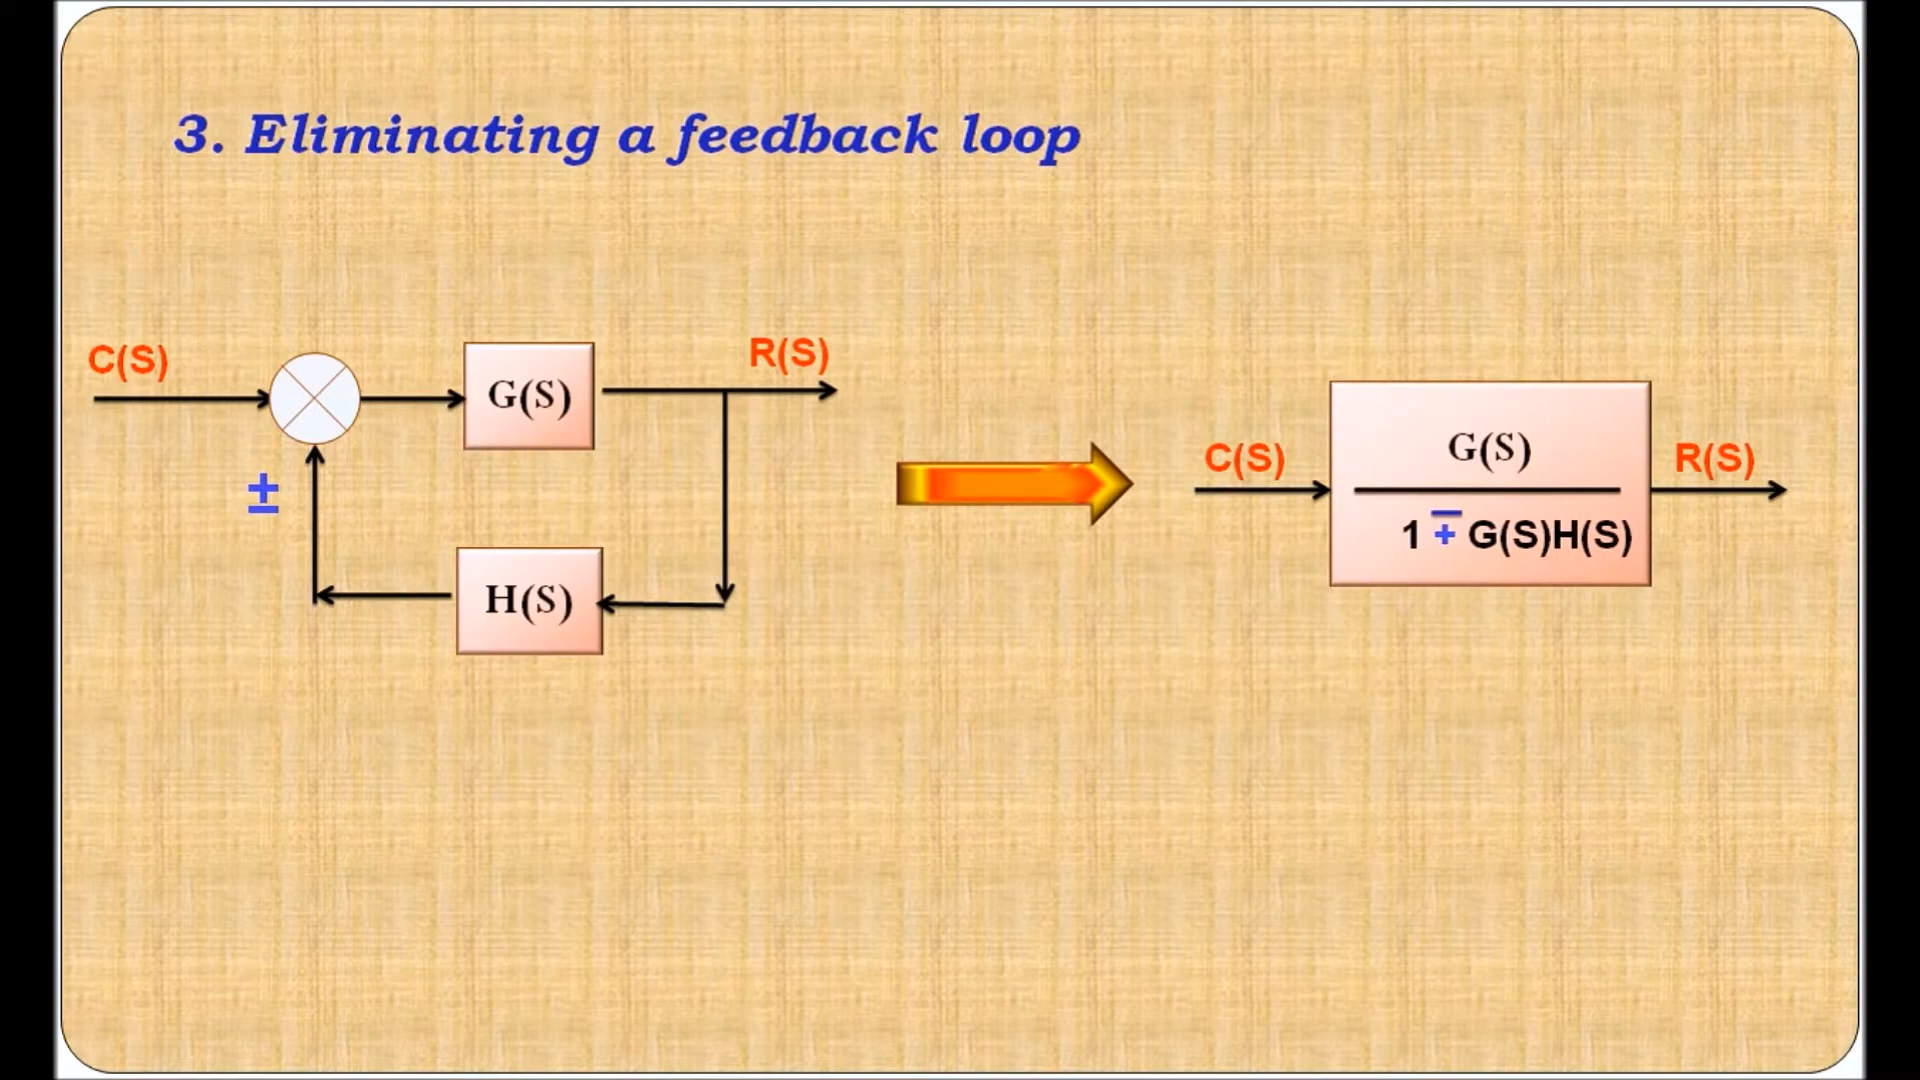 3. Eliminating a feedback loop
C(S)
G(S)
R(S)
±
H(S)
C(S)
G(S)
1 ∓ G(S)H(S)
R(S)